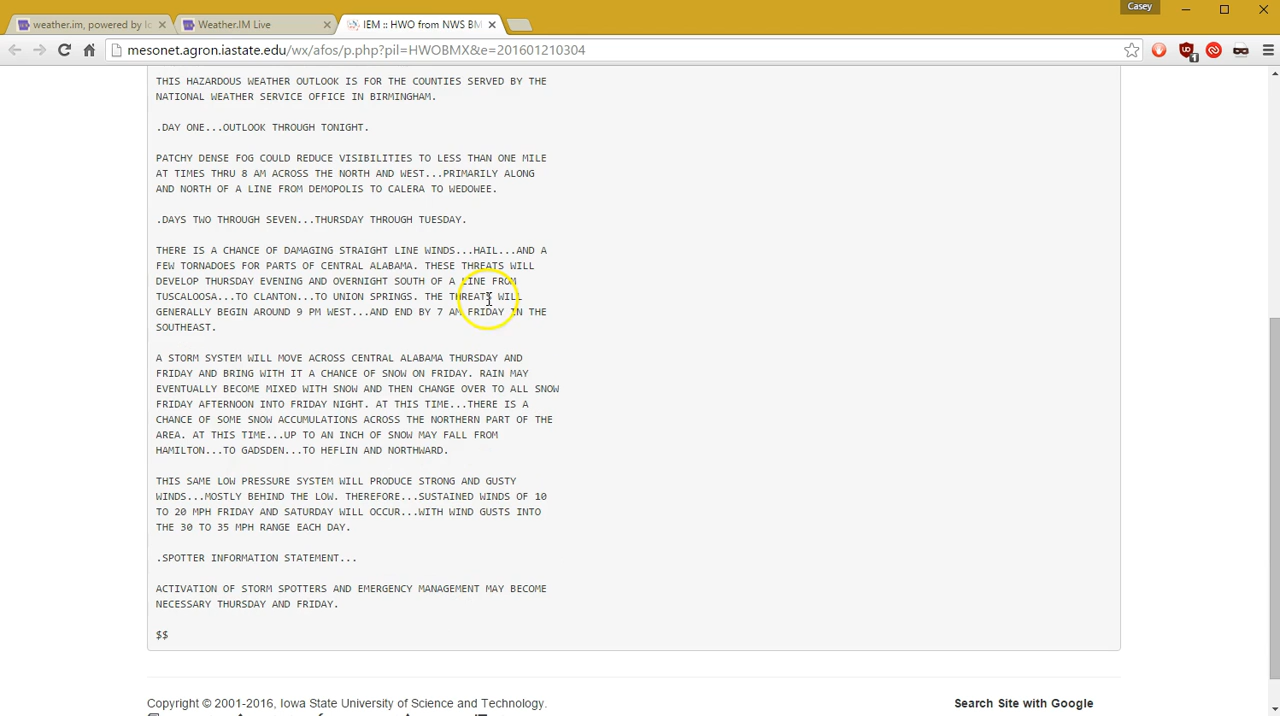 Casey
weather.im, powered by
Weather.IM Live
IEM :: HWO from NWS BM
mesonet.agron.iastate.edu/wx/afos/p.php?pil=HWOBMX&e=201601210304
THIS HAZARDOUS WEATHER OUTLOOK IS FOR THE COUNTIES SERVED BY THE
NATIONAL WEATHER SERVICE OFFICE IN BIRMINGHAM.
.DAY ONE...OUTLOOK THROUGH TONIGHT.
PATCHY DENSE FOG COULD REDUCE VISIBILITIES TO LESS THAN ONE MILE
AT TIMES THRU 8 AM ACROSS THE NORTH AND WEST...PRIMARILY ALONG
AND NORTH OF A LINE FROM DEMOPOLIS TO CALERA TO WEDOWEE.
.DAYS TWO THROUGH SEVEN...THURSDAY THROUGH TUESDAY.
THERE IS A CHANCE OF DAMAGING STRAIGHT LINE WINDS...HAIL...AND A
FEW TORNADOES FOR PARTS OF CENTRAL ALABAMA. THESE THREATS WILL
DEVELOP THURSDAY EVENING AND OVERNIGHT SOUTH OF A LINE FROM
TUSCALOOSA...TO CLANTON...TO UNION SPRINGS. THE THREATS WILL
GENERALLY BEGIN AROUND 9 PM WEST...AND END BY 7 AM FRIDAY IN THE
SOUTHEAST.
A STORM SYSTEM WILL MOVE ACROSS CENTRAL ALABAMA THURSDAY AND
FRIDAY AND BRING WITH IT A CHANCE OF SNOW ON FRIDAY. RAIN MAY
EVENTUALLY BECOME MIXED WITH SNOW AND THEN CHANGE OVER TO ALL SNOW
FRIDAY AFTERNOON INTO FRIDAY NIGHT. AT THIS TIME...THERE IS A
CHANCE OF SOME SNOW ACCUMULATIONS ACROSS THE NORTHERN PART OF THE
AREA. AT THIS TIME...UP TO AN INCH OF SNOW MAY FALL FROM
HAMILTON...TO GADSDEN...TO HEFLIN AND NORTHWARD.
THIS SAME LOW PRESSURE SYSTEM WILL PRODUCE STRONG AND GUSTY
WINDS...MOSTLY BEHIND THE LOW. THEREFORE...SUSTAINED WINDS OF 10
TO 20 MPH FRIDAY AND SATURDAY WILL OCCUR...WITH WIND GUSTS INTO
THE 30 TO 35 MPH RANGE EACH DAY.
.SPOTTER INFORMATION STATEMENT...
ACTIVATION OF STORM SPOTTERS AND EMERGENCY MANAGEMENT MAY BECOME
NECESSARY THURSDAY AND FRIDAY.
$$
Copyright © 2001-2016, Iowa State University of Science and Technology.
Search Site with Google